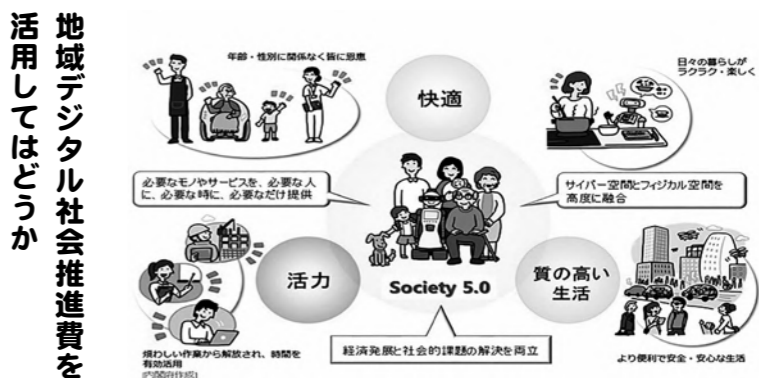 地域デジタル社会推進費を
活用してはどうか
年齢・性別に関係なく皆に恩恵
快適
日々の暮らしが
ラクラク・楽しく
必要なモノやサービスを、必要な人
に、必要な時に、必要なだけ提供
サイバー空間とフィジカル空間を
高度に融合
活力
Society 5.0
質の高い
生活
煩わしい作業から解放され、時間を
有効活用
[内閣府作成]
経済発展と社会的課題の解決を両立
より便利で安全・安心な生活